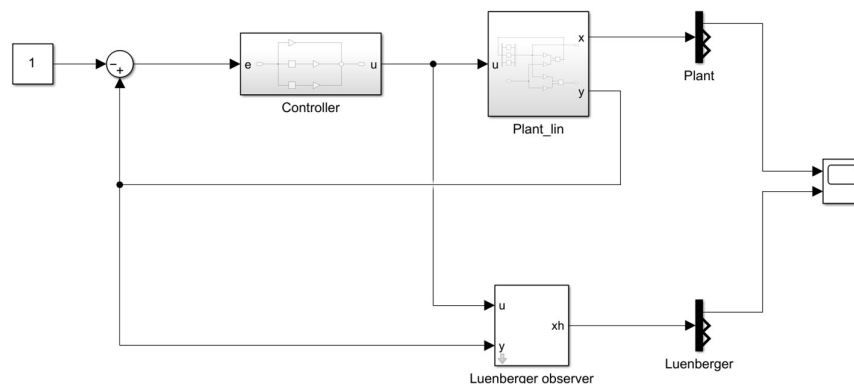 1
−
+
e
u
Controller
u
x
y
Plant_lin
Plant
u
y
xh
Luenberger observer
Luenberger